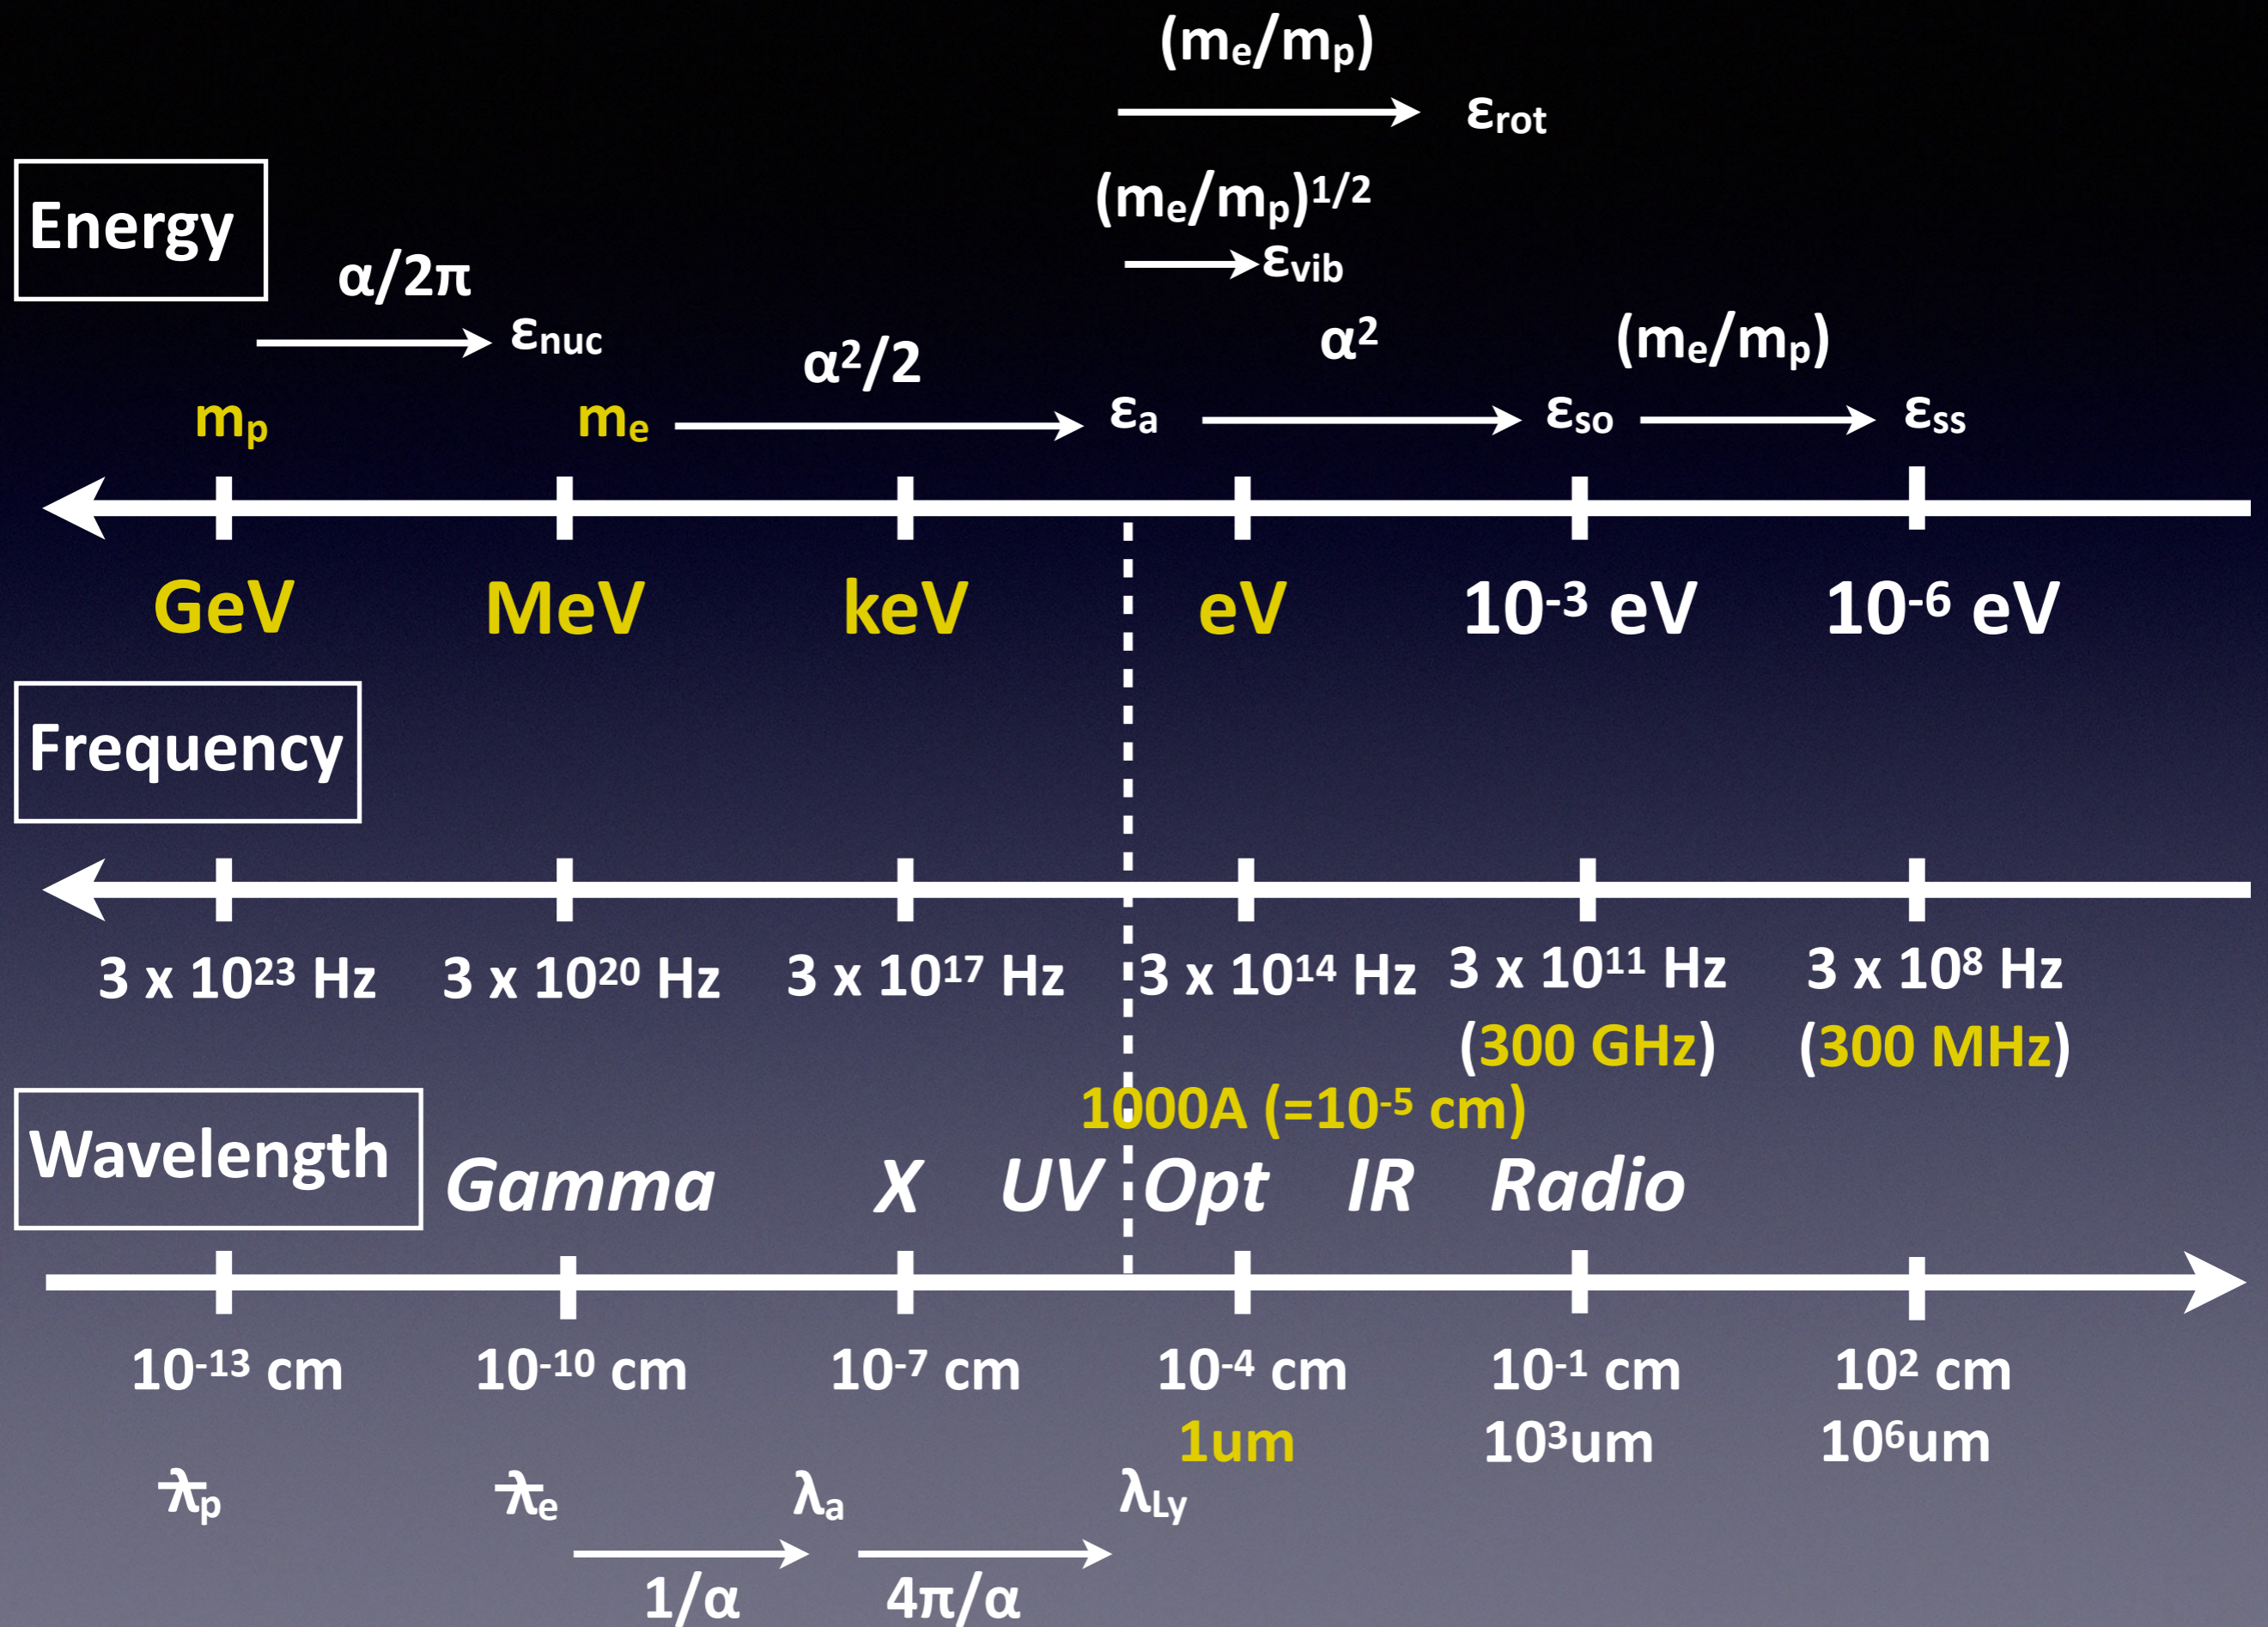 (mₑ/mₚ)
εrot
(mₑ/mₚ)¹ᐟ²
Energy
εvib
α/2π
εnuc
α²/2
α²
(mₑ/mₚ)
mₚ
mₑ
εₐ
εso
εss
GeV MeV keV eV 10⁻³ eV 10⁻⁶ eV
Frequency
3 x 10²³ Hz 3 x 10²⁰ Hz 3 x 10¹⁷ Hz 3 x 10¹⁴ Hz 3 x 10¹¹ Hz 3 x 10⁸ Hz
(300 GHz) (300 MHz)
1000A (=10⁻⁵ cm)
Wavelength
Gamma X UV Opt IR Radio
10⁻¹³ cm 10⁻¹⁰ cm 10⁻⁷ cm 10⁻⁴ cm 10⁻¹ cm 10² cm
1um 10³um 10⁶um
ƛₚ ƛₑ λₐ λLy
1/α 4π/α